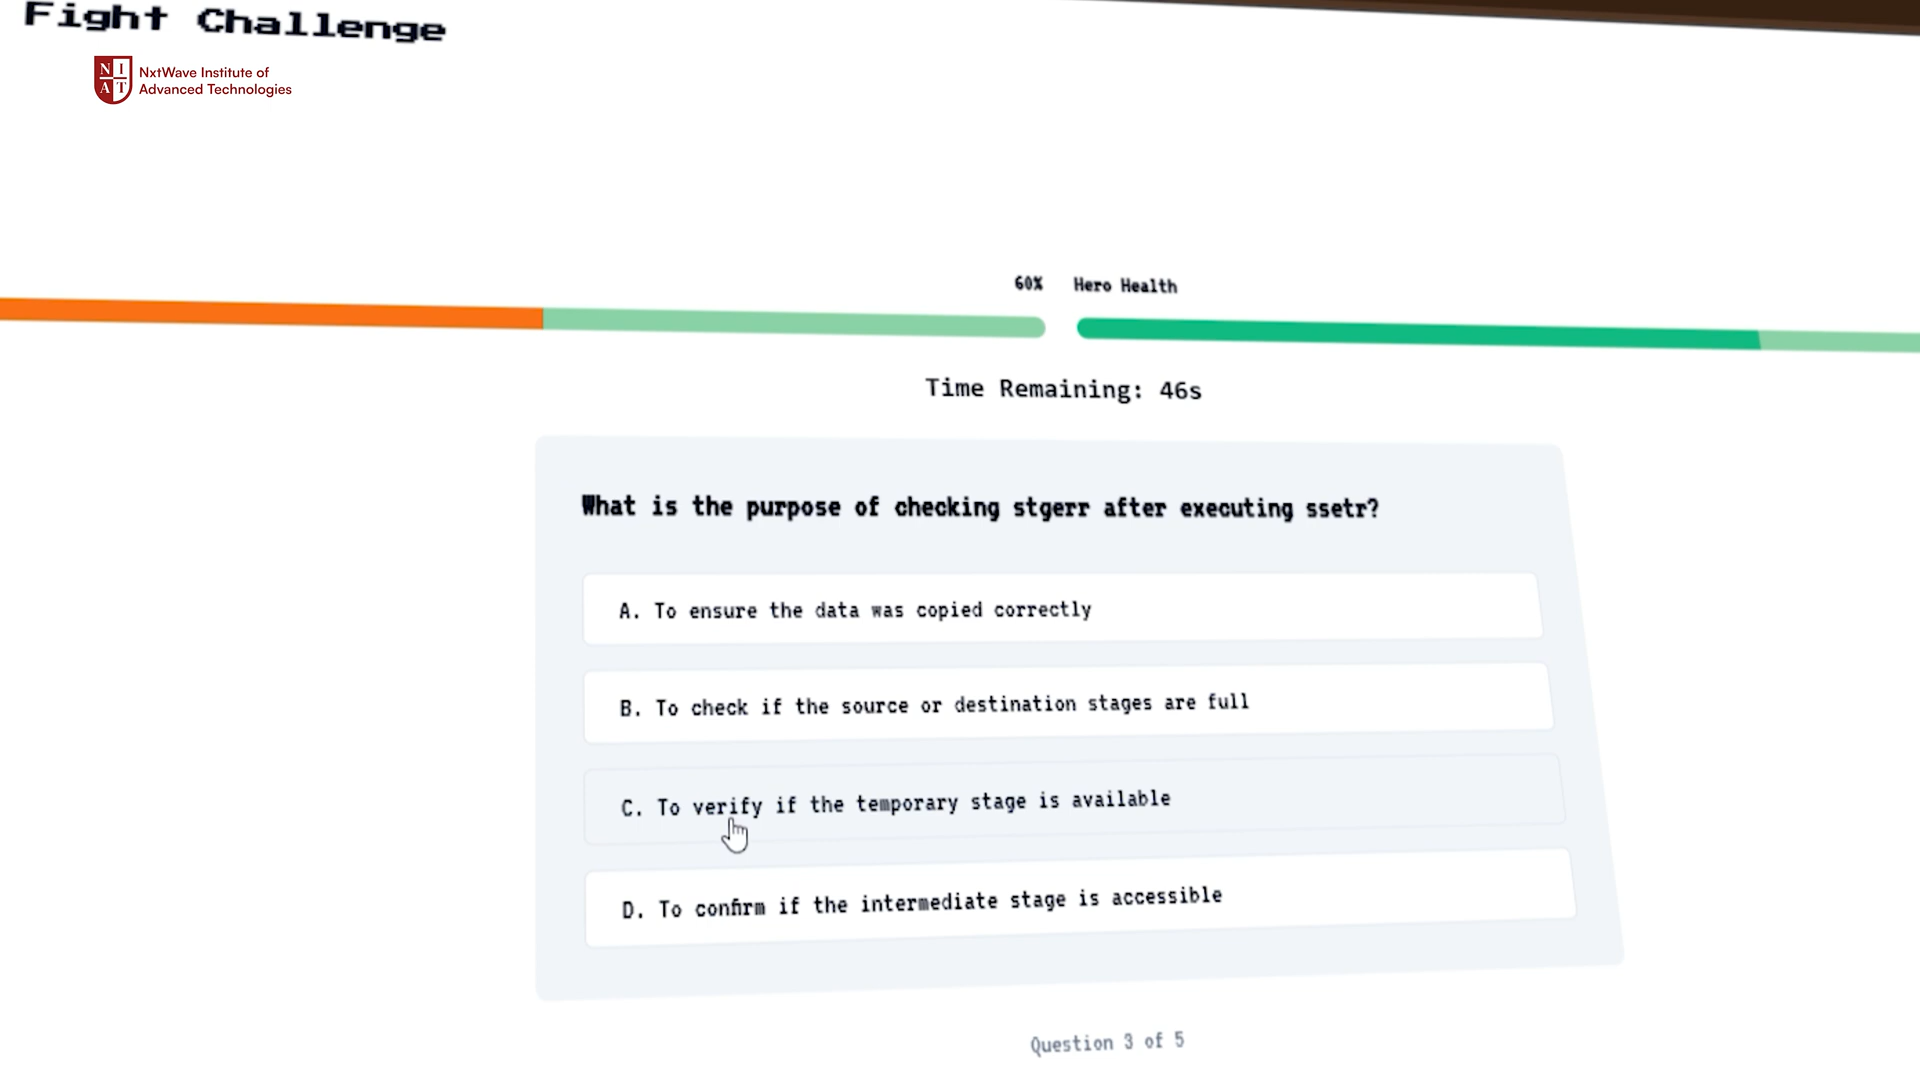 Fight Challenge
N I
A T
NxtWave Institute of
Advanced Technologies
60%
Hero Health
Time Remaining: 46s
What is the purpose of checking stgerr after executing ssetr?
A. To ensure the data was copied correctly
B. To check if the source or destination stages are full
C. To verify if the temporary stage is available
D. To confirm if the intermediate stage is accessible
Question 3 of 5